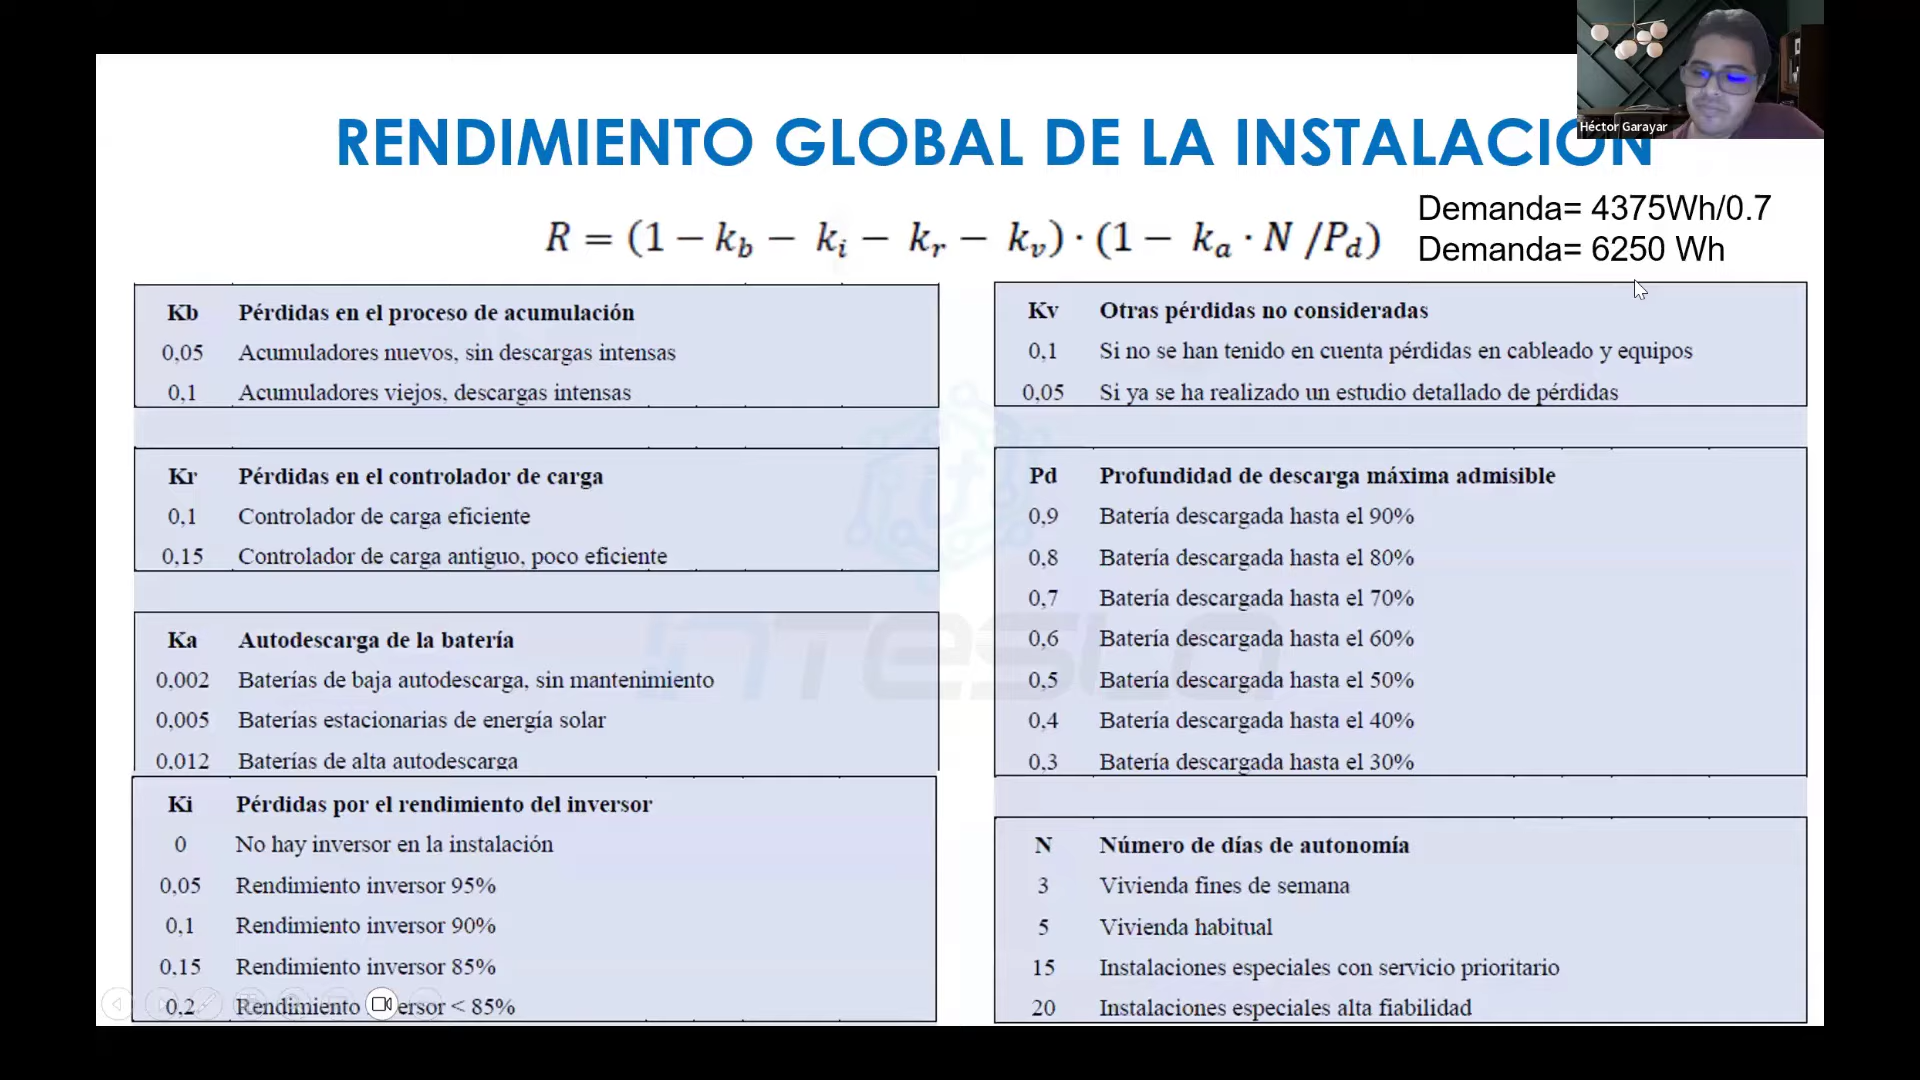 Héctor Garayar
RENDIMIENTO GLOBAL DE LA INSTALACIÓN
R = (1 − k_b − k_i − k_r − k_v) · (1 − k_a · N /P_d)
Demanda= 4375Wh/0.7
Demanda= 6250 Wh
Kb Pérdidas en el proceso de acumulación
0,05 Acumuladores nuevos, sin descargas intensas
0,1 Acumuladores viejos, descargas intensas
Kr Pérdidas en el controlador de carga
0,1 Controlador de carga eficiente
0,15 Controlador de carga antiguo, poco eficiente
Ka Autodescarga de la batería
0,002 Baterías de baja autodescarga, sin mantenimiento
0,005 Baterías estacionarias de energía solar
0,012 Baterías de alta autodescarga
Ki Pérdidas por el rendimiento del inversor
0 No hay inversor en la instalación
0,05 Rendimiento inversor 95%
0,1 Rendimiento inversor 90%
0,15 Rendimiento inversor 85%
0,2 Rendimiento inversor < 85%
Kv Otras pérdidas no consideradas
0,1 Si no se han tenido en cuenta pérdidas en cableado y equipos
0,05 Si ya se ha realizado un estudio detallado de pérdidas
Pd Profundidad de descarga máxima admisible
0,9 Batería descargada hasta el 90%
0,8 Batería descargada hasta el 80%
0,7 Batería descargada hasta el 70%
0,6 Batería descargada hasta el 60%
0,5 Batería descargada hasta el 50%
0,4 Batería descargada hasta el 40%
0,3 Batería descargada hasta el 30%
N Número de días de autonomía
3 Vivienda fines de semana
5 Vivienda habitual
15 Instalaciones especiales con servicio prioritario
20 Instalaciones especiales alta fiabilidad
it
inTESLA